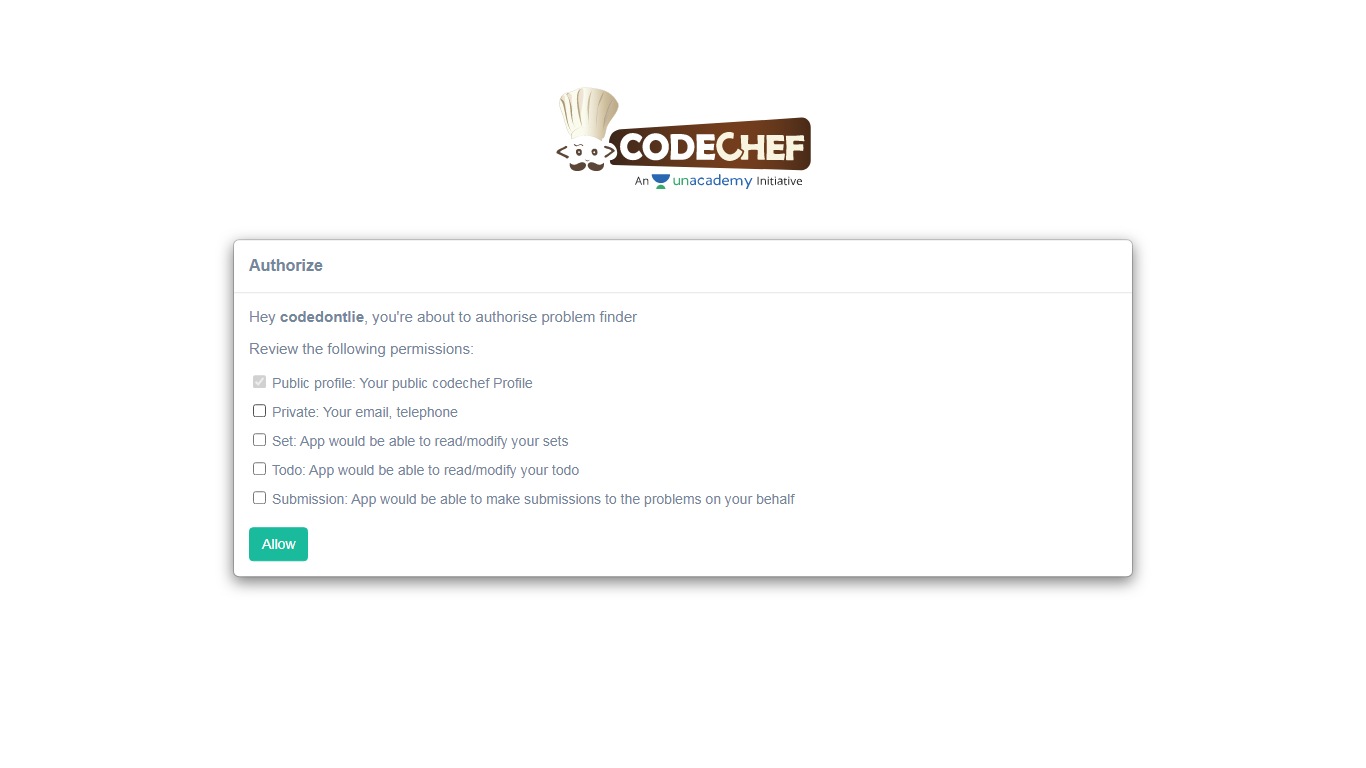 CODECHEF
An unacademy Initiative
Authorize
Hey codedontlie, you're about to authorise problem finder
Review the following permissions:
Public profile: Your public codechef Profile
Private: Your email, telephone
Set: App would be able to read/modify your sets
Todo: App would be able to read/modify your todo
Submission: App would be able to make submissions to the problems on your behalf
Allow